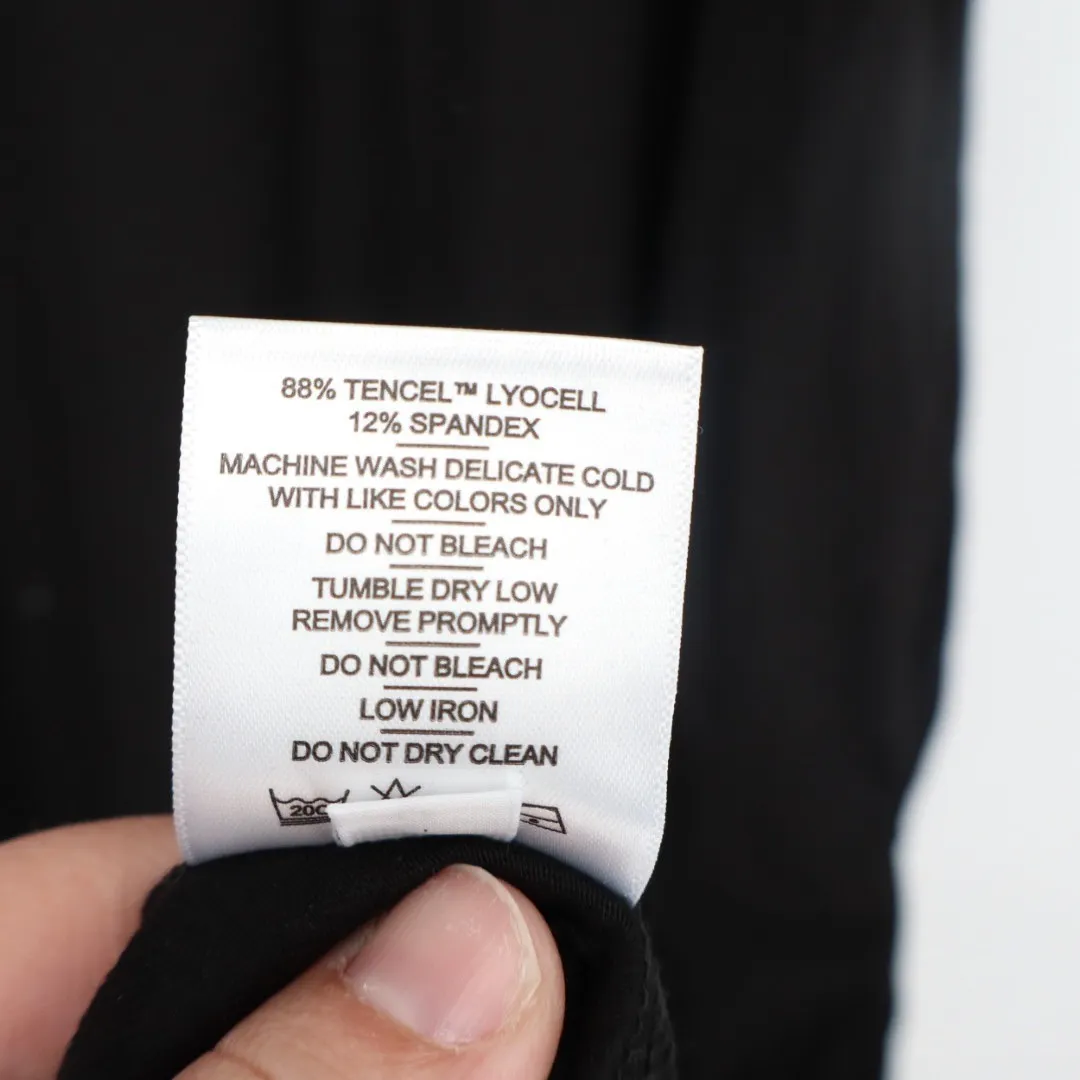 88% TENCEL™ LYOCELL
12% SPANDEX
MACHINE WASH DELICATE COLD
WITH LIKE COLORS ONLY
DO NOT BLEACH
TUMBLE DRY LOW
REMOVE PROMPTLY
DO NOT BLEACH
LOW IRON
DO NOT DRY CLEAN